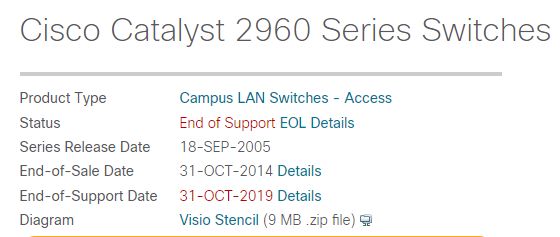 Cisco Catalyst 2960 Series Switches
Product Type Campus LAN Switches - Access
Status End of Support EOL Details
Series Release Date 18-SEP-2005
End-of-Sale Date 31-OCT-2014 Details
End-of-Support Date 31-OCT-2019 Details
Diagram Visio Stencil (9 MB .zip file)